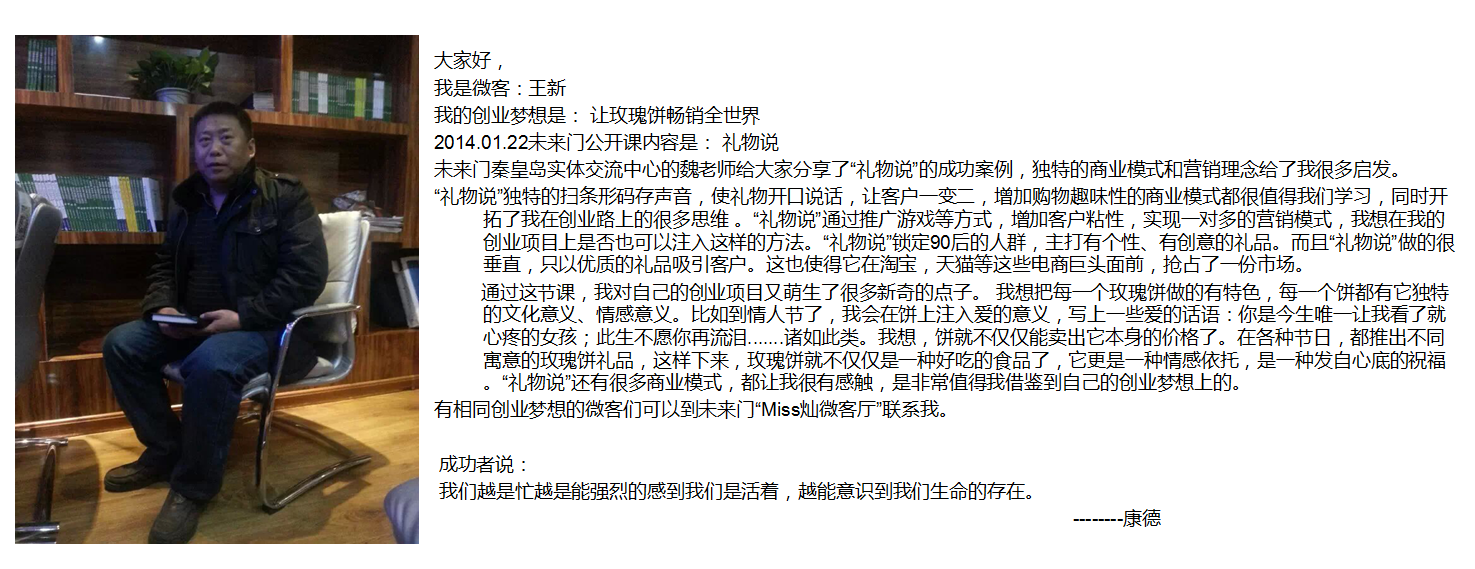 大家好，
我是微客：王新
我的创业梦想是： 让玫瑰饼畅销全世界
2014.01.22未来门公开课内容是： 礼物说
未来门秦皇岛实体交流中心的魏老师给大家分享了“礼物说”的成功案例，独特的商业模式和营销理念给了我很多启发。
“礼物说”独特的扫条形码存声音，使礼物开口说话，让客户一变二，增加购物趣味性的商业模式都很值得我们学习，同时开
拓了我在创业路上的很多思维 。“礼物说”通过推广游戏等方式，增加客户粘性，实现一对多的营销模式，我想在我的
创业项目上是否也可以注入这样的方法。“礼物说”锁定90后的人群，主打有个性、有创意的礼品。而且“礼物说”做的很
垂直，只以优质的礼品吸引客户。这也使得它在淘宝，天猫等这些电商巨头面前，抢占了一份市场。
通过这节课，我对自己的创业项目又萌生了很多新奇的点子。 我想把每一个玫瑰饼做的有特色，每一个饼都有它独特
的文化意义、情感意义。比如到情人节了，我会在饼上注入爱的意义，写上一些爱的话语：你是今生唯一让我看了就
心疼的女孩；此生不愿你再流泪.......诸如此类。我想，饼就不仅仅能卖出它本身的价格了。在各种节日，都推出不同
寓意的玫瑰饼礼品，这样下来，玫瑰饼就不仅仅是一种好吃的食品了，它更是一种情感依托，是一种发自心底的祝福
。“礼物说”还有很多商业模式，都让我很有感触，是非常值得我借鉴到自己的创业梦想上的。
有相同创业梦想的微客们可以到未来门“Miss灿微客厅”联系我。
成功者说：
我们越是忙越是能强烈的感到我们是活着，越能意识到我们生命的存在。
--------康德